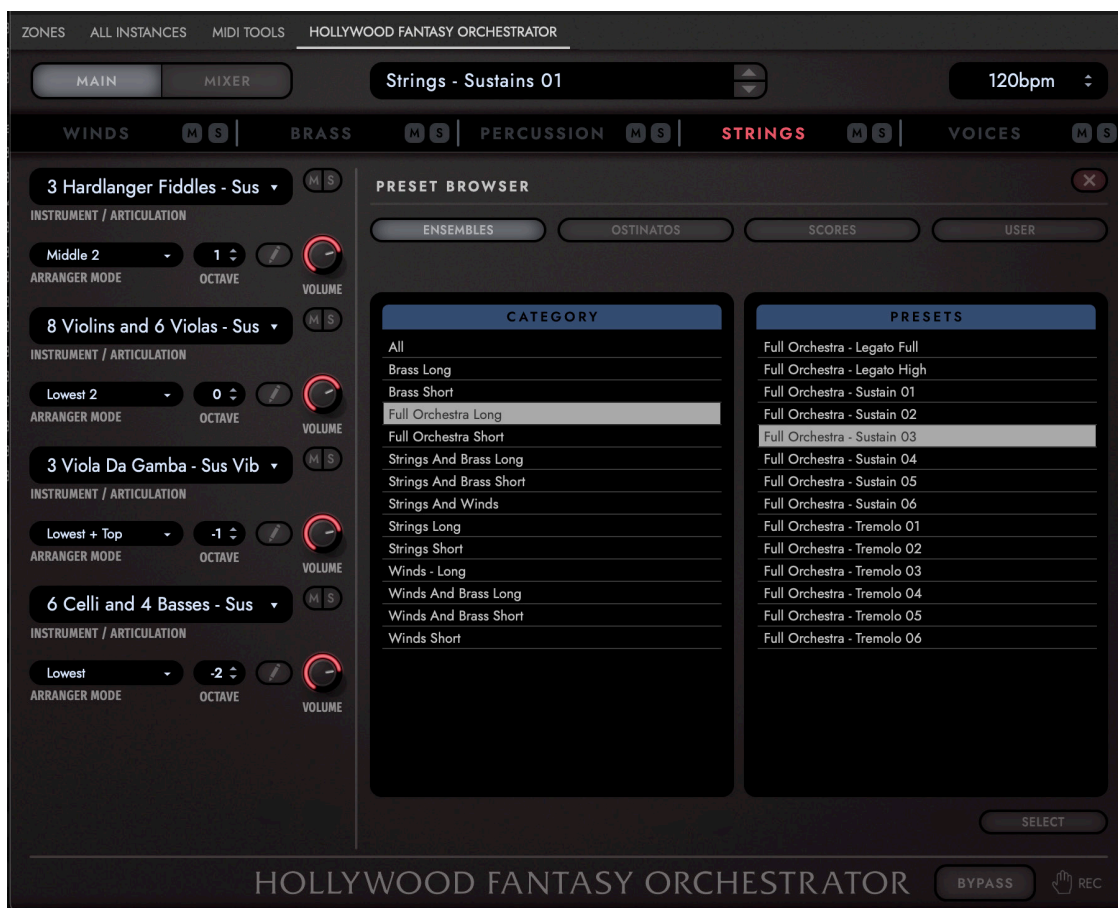 ZONES ALL INSTANCES MIDI TOOLS HOLLYWOOD FANTASY ORCHESTRATOR
MAIN MIXER Strings - Sustains 01 120bpm
WINDS M S BRASS M S PERCUSSION M S STRINGS M S VOICES M S
3 Hardlanger Fiddles - Sus M S
INSTRUMENT / ARTICULATION
Middle 2 1
ARRANGER MODE OCTAVE VOLUME
8 Violins and 6 Violas - Sus M S
INSTRUMENT / ARTICULATION
Lowest 2 0
ARRANGER MODE OCTAVE VOLUME
3 Viola Da Gamba - Sus Vib M S
INSTRUMENT / ARTICULATION
Lowest + Top -1
ARRANGER MODE OCTAVE VOLUME
6 Celli and 4 Basses - Sus M S
INSTRUMENT / ARTICULATION
Lowest -2
ARRANGER MODE OCTAVE VOLUME
PRESET BROWSER
ENSEMBLES OSTINATOS SCORES USER
CATEGORY
All
Brass Long
Brass Short
Full Orchestra Long
Full Orchestra Short
Strings And Brass Long
Strings And Brass Short
Strings And Winds
Strings Long
Strings Short
Winds - Long
Winds And Brass Long
Winds And Brass Short
Winds Short
PRESETS
Full Orchestra - Legato Full
Full Orchestra - Legato High
Full Orchestra - Sustain 01
Full Orchestra - Sustain 02
Full Orchestra - Sustain 03
Full Orchestra - Sustain 04
Full Orchestra - Sustain 05
Full Orchestra - Sustain 06
Full Orchestra - Tremolo 01
Full Orchestra - Tremolo 02
Full Orchestra - Tremolo 03
Full Orchestra - Tremolo 04
Full Orchestra - Tremolo 05
Full Orchestra - Tremolo 06
SELECT
HOLLYWOOD FANTASY ORCHESTRATOR BYPASS REC